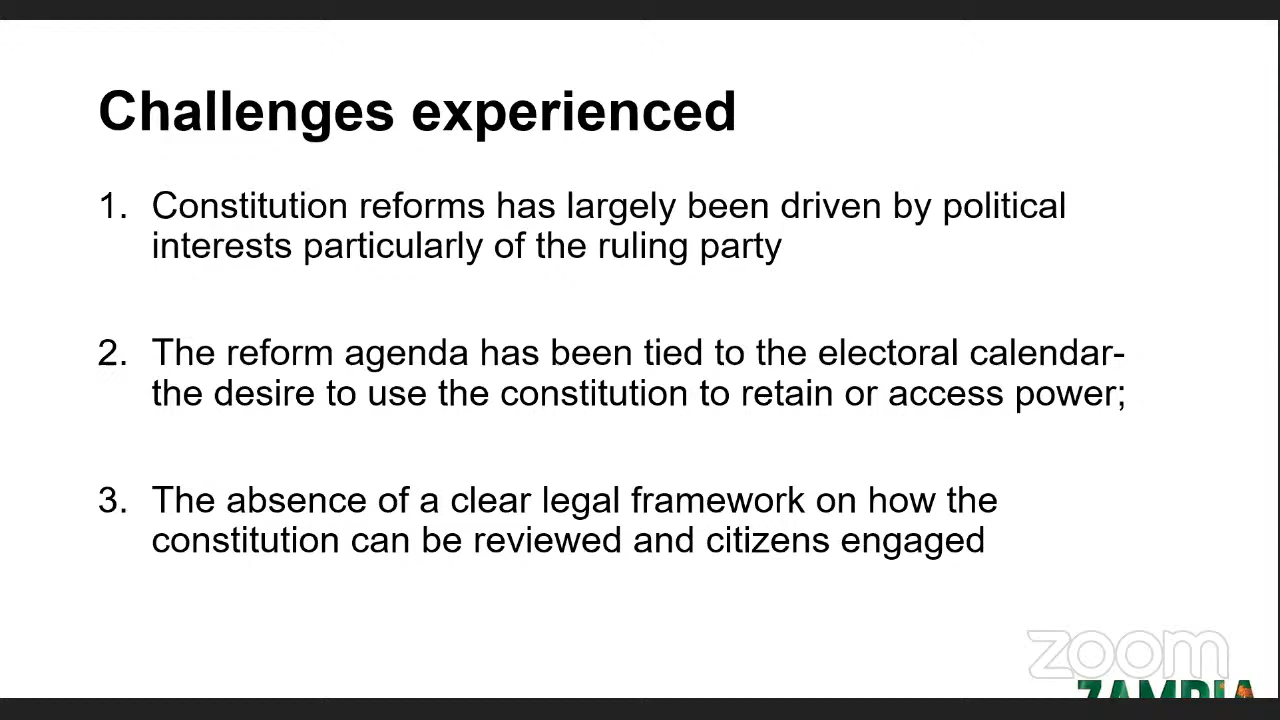 Challenges experienced
1. Constitution reforms has largely been driven by political
interests particularly of the ruling party
2. The reform agenda has been tied to the electoral calendar-
the desire to use the constitution to retain or access power;
3. The absence of a clear legal framework on how the
constitution can be reviewed and citizens engaged
zoom
ZAMBIA